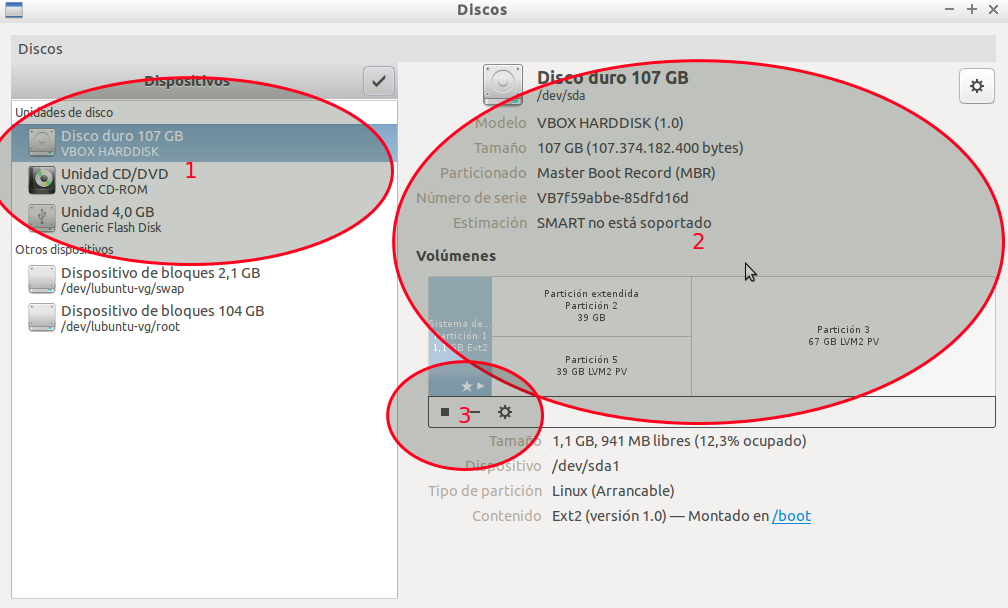 Discos
Discos
Dispositivos
Unidades de disco
Disco duro 107 GB
VBOX HARDDISK
Unidad CD/DVD
VBOX CD-ROM
1
Unidad 4,0 GB
Generic Flash Disk
Otros dispositivos
Dispositivo de bloques 2,1 GB
/dev/lubuntu-vg/swap
Dispositivo de bloques 104 GB
/dev/lubuntu-vg/root
Disco duro 107 GB
/dev/sda
Modelo VBOX HARDDISK (1.0)
Tamaño 107 GB (107.374.182.400 bytes)
Particionado Master Boot Record (MBR)
Número de serie VB7f59abbe-85dfd16d
Estimación SMART no está soportado
2
Volúmenes
Sistema de...
Partición 1
1,1 GB Ext2
Partición extendida
Partición 2
39 GB
Partición 5
39 GB LVM2 PV
Partición 3
67 GB LVM2 PV
3
Tamaño 1,1 GB, 941 MB libres (12,3% ocupado)
Dispositivo /dev/sda1
Tipo de partición Linux (Arrancable)
Contenido Ext2 (versión 1.0) — Montado en /boot